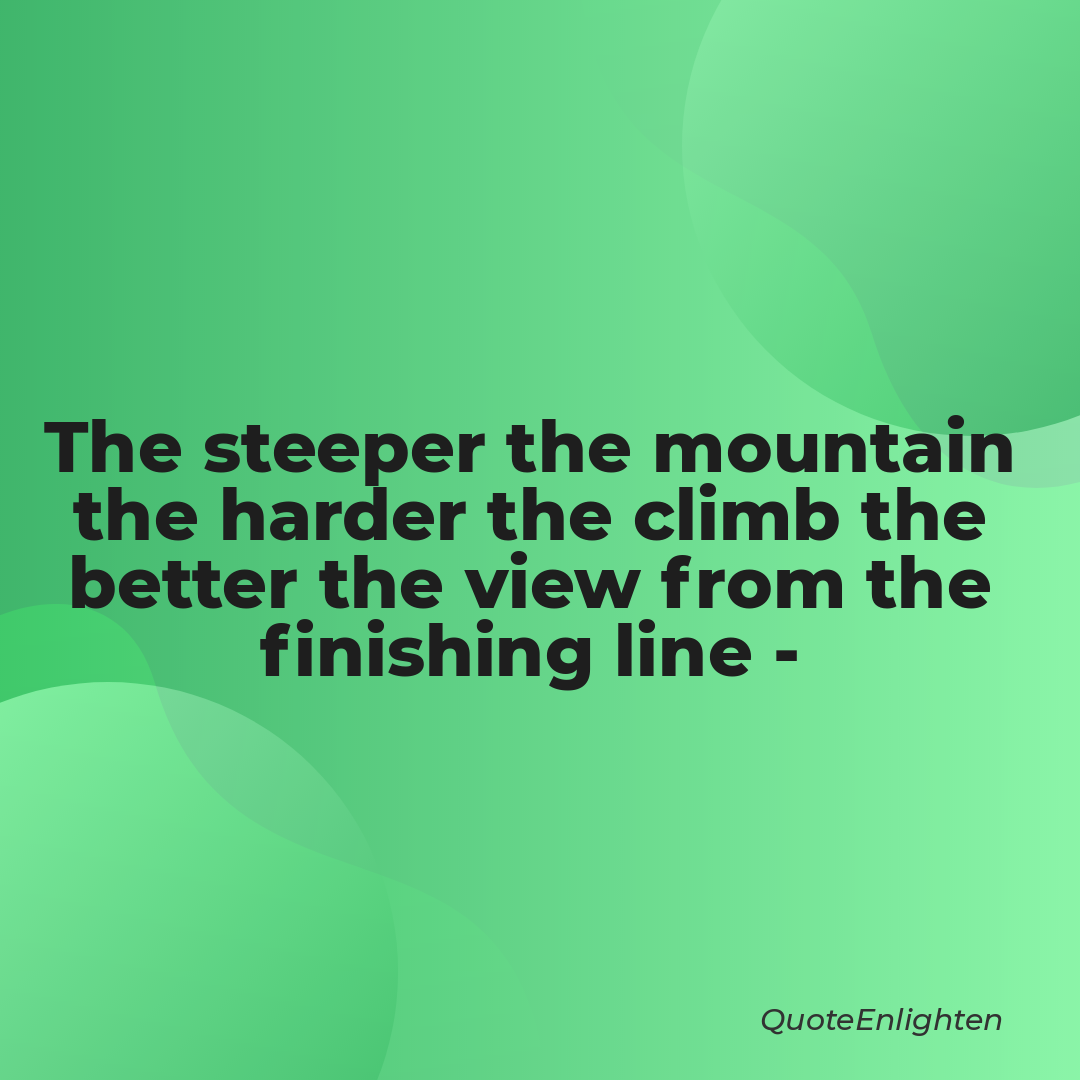 The steeper the mountain
the harder the climb the
better the view from the
finishing line -
QuoteEnlighten